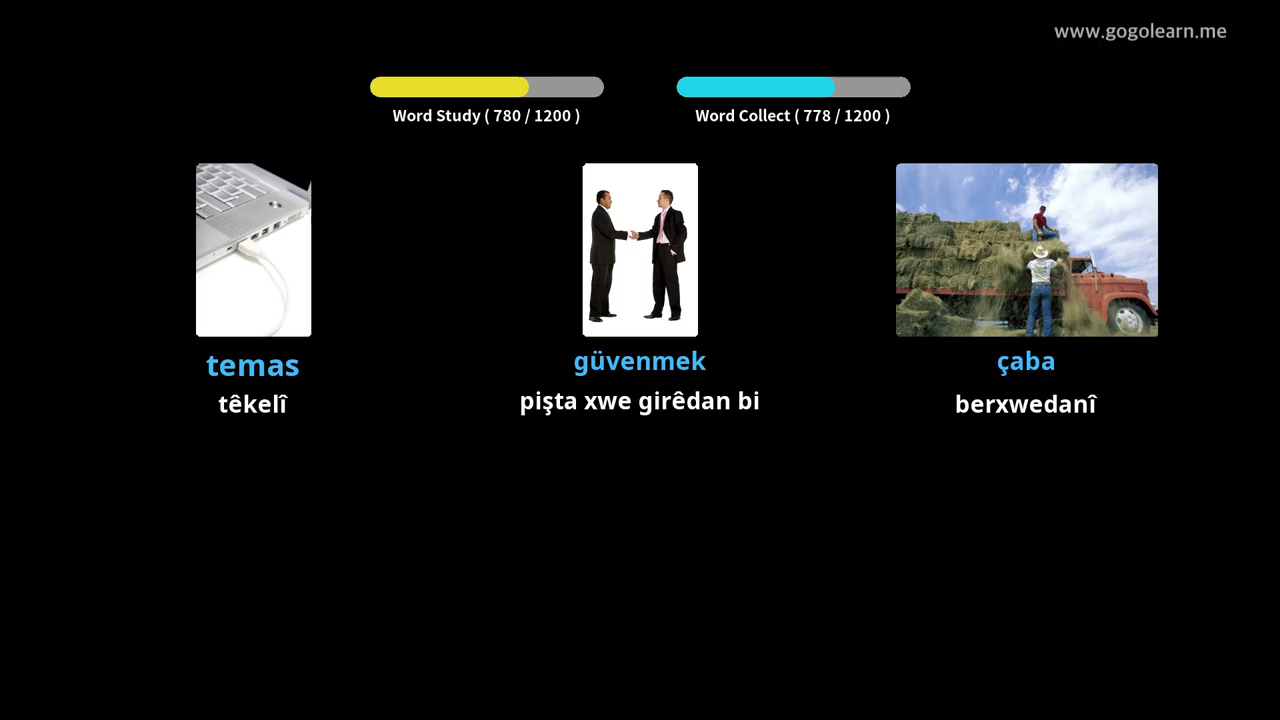 www.gogolearn.me
Word Study ( 780 / 1200 )
Word Collect ( 778 / 1200 )
temas
güvenmek
çaba
têkelî
pişta xwe girêdan bi
berxwedanî